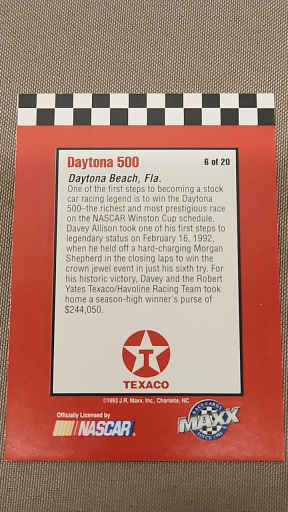 Daytona 500
6 of 20
Daytona Beach, Fla.
One of the first steps to becoming a stock
car racing legend is to win the Daytona
500–the richest and most prestigious race
on the NASCAR Winston Cup schedule.
Davey Allison took one of his first steps to
legendary status on February 16, 1992,
when he held off a hard-charging Morgan
Shepherd in the closing laps to win the
crown jewel event in just his sixth try. For
his historic victory, Davey and the Robert
Yates Texaco/Havoline Racing Team took
home a season-high winner's purse of
$244,050.
T
TEXACO
©1993 J.R. Maxx, Inc., Charlotte, NC
Officially Licensed by
NASCAR
RACE CARDS
MAXX
SINCE 1988